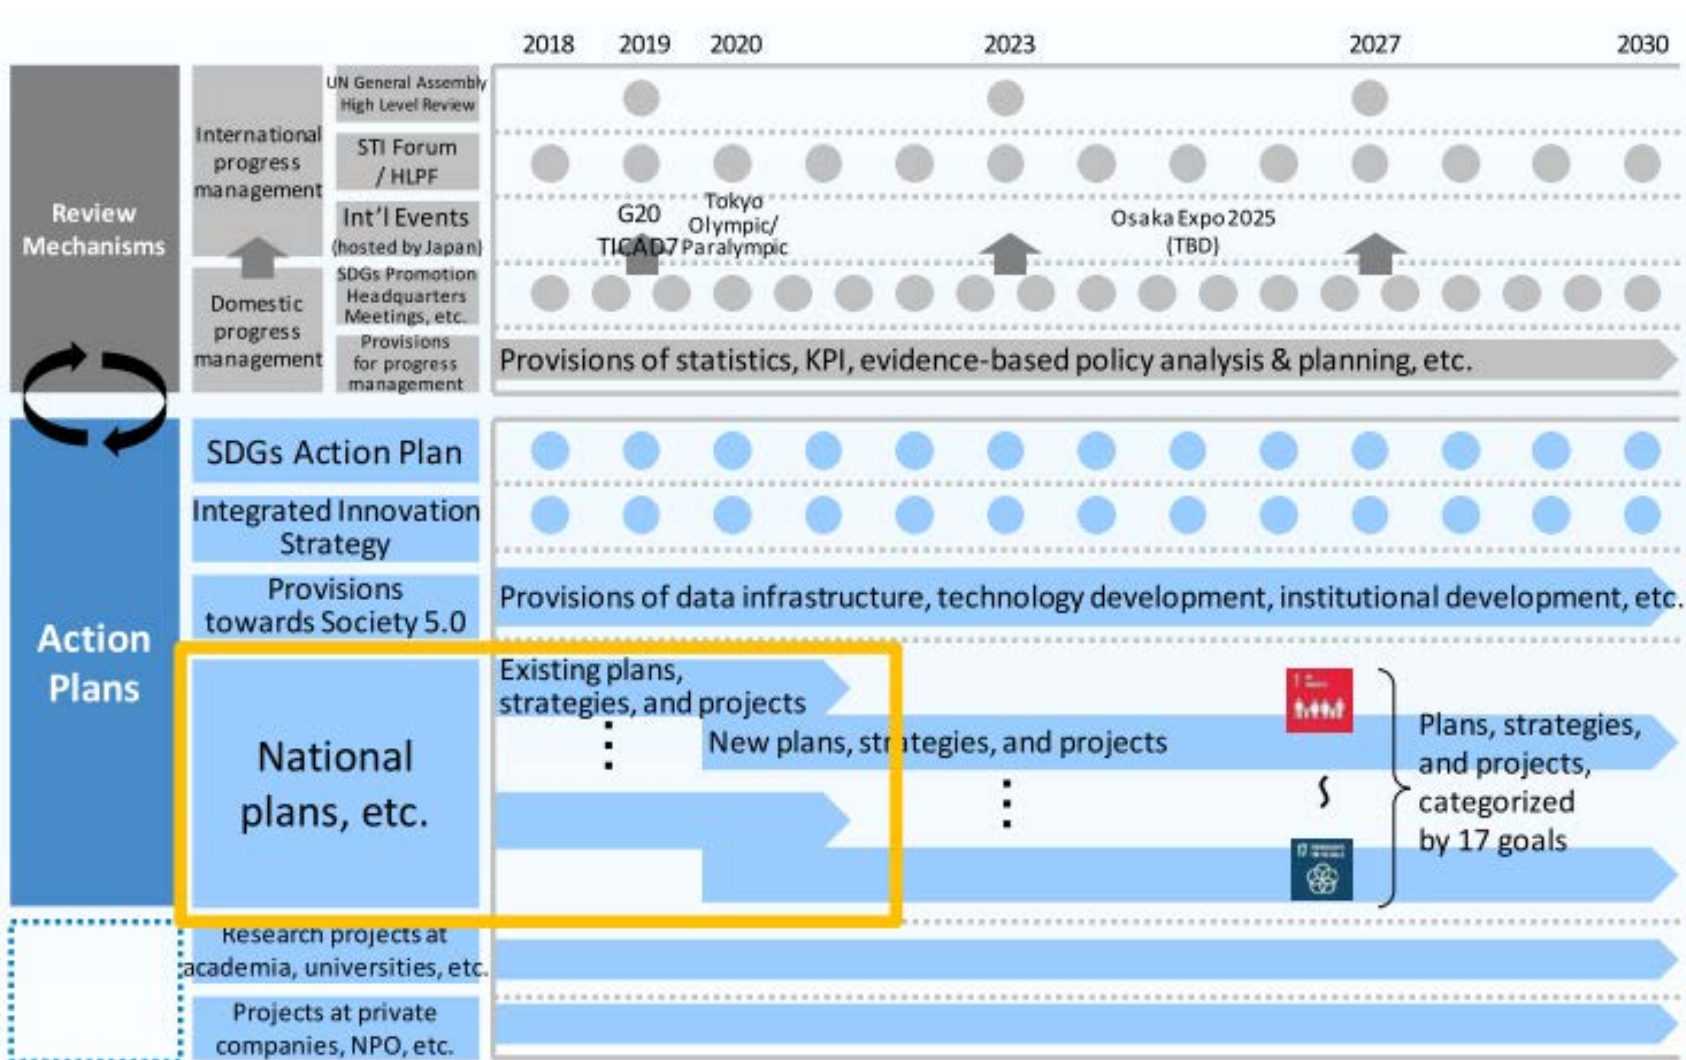 2018 2019 2020 2023 2027 2030
Review
Mechanisms
International
progress
management
UN General Assembly
High Level Review
STI Forum
/ HLPF
Int'l Events
(hosted by Japan)
G20
TICAD7
Tokyo
Olympic/
Paralympic
Osaka Expo 2025
(TBD)
Domestic
progress
management
SDGs Promotion
Headquarters
Meetings, etc.
Provisions
for progress
management
Provisions of statistics, KPI, evidence-based policy analysis & planning, etc.
Action
Plans
SDGs Action Plan
Integrated Innovation
Strategy
Provisions
towards Society 5.0
Provisions of data infrastructure, technology development, institutional development, etc.
National
plans, etc.
Existing plans,
strategies, and projects
New plans, strategies, and projects
1
17
Plans, strategies,
and projects,
categorized
by 17 goals
Research projects at
academia, universities, etc.
Projects at private
companies, NPO, etc.